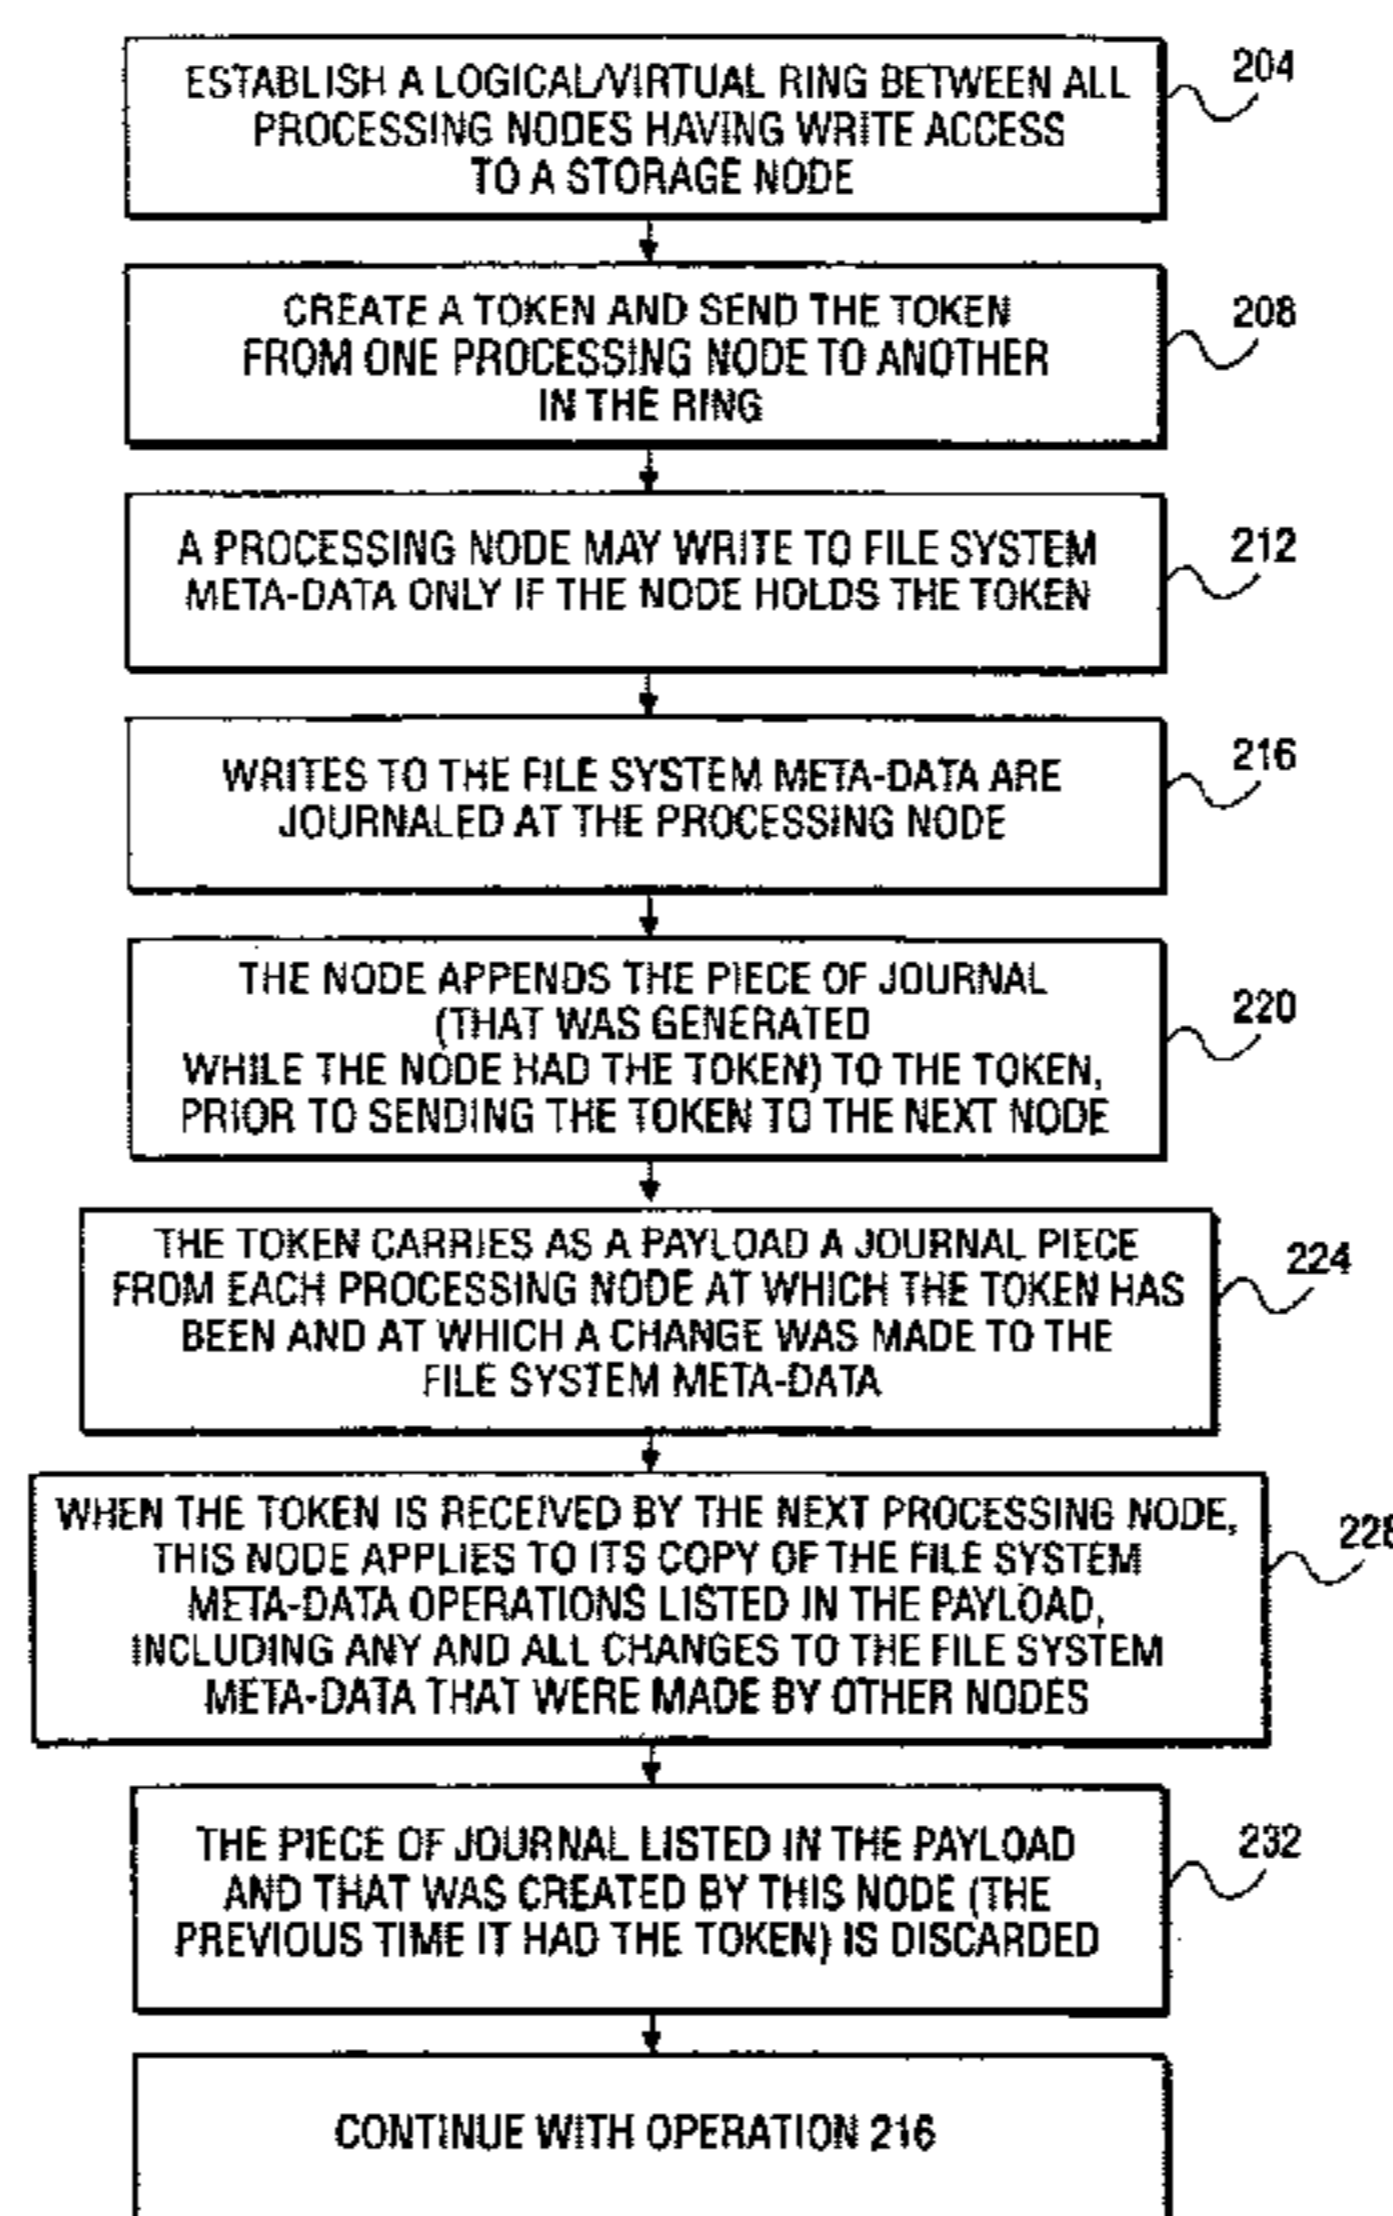 ESTABLISH A LOGICAL/VIRTUAL RING BETWEEN ALL
PROCESSING NODES HAVING WRITE ACCESS
TO A STORAGE NODE
204
CREATE A TOKEN AND SEND THE TOKEN
FROM ONE PROCESSING NODE TO ANOTHER
IN THE RING
208
A PROCESSING NODE MAY WRITE TO FILE SYSTEM
META-DATA ONLY IF THE NODE HOLDS THE TOKEN
212
WRITES TO THE FILE SYSTEM META-DATA ARE
JOURNALED AT THE PROCESSING NODE
216
THE NODE APPENDS THE PIECE OF JOURNAL
(THAT WAS GENERATED
WHILE THE NODE HAD THE TOKEN) TO THE TOKEN,
PRIOR TO SENDING THE TOKEN TO THE NEXT NODE
220
THE TOKEN CARRIES AS A PAYLOAD A JOURNAL PIECE
FROM EACH PROCESSING NODE AT WHICH THE TOKEN HAS
BEEN AND AT WHICH A CHANGE WAS MADE TO THE
FILE SYSTEM META-DATA
224
WHEN THE TOKEN IS RECEIVED BY THE NEXT PROCESSING NODE,
THIS NODE APPLIES TO ITS COPY OF THE FILE SYSTEM
META-DATA OPERATIONS LISTED IN THE PAYLOAD,
INCLUDING ANY AND ALL CHANGES TO THE FILE SYSTEM
META-DATA THAT WERE MADE BY OTHER NODES
228
THE PIECE OF JOURNAL LISTED IN THE PAYLOAD
AND THAT WAS CREATED BY THIS NODE (THE
PREVIOUS TIME IT HAD THE TOKEN) IS DISCARDED
232
CONTINUE WITH OPERATION 216